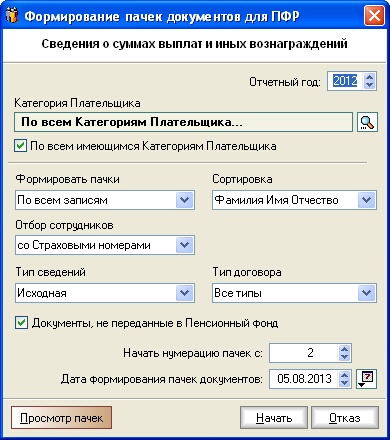 Формирование пачек документов для ПФР
Сведения о суммах выплат и иных вознаграждений
Отчетный год: 2012
Категория Плательщика
По всем Категориям Плательщика...
По всем имеющимся Категориям Плательщика
Формировать пачки Сортировка
По всем записям Фамилия Имя Отчество
Отбор сотрудников
со Страховыми номерами
Тип сведений Тип договора
Исходная Все типы
Документы, не переданные в Пенсионный фонд
Начать нумерацию пачек с: 2
Дата формирования пачек документов: 05.08.2013
Просмотр пачек Начать Отказ